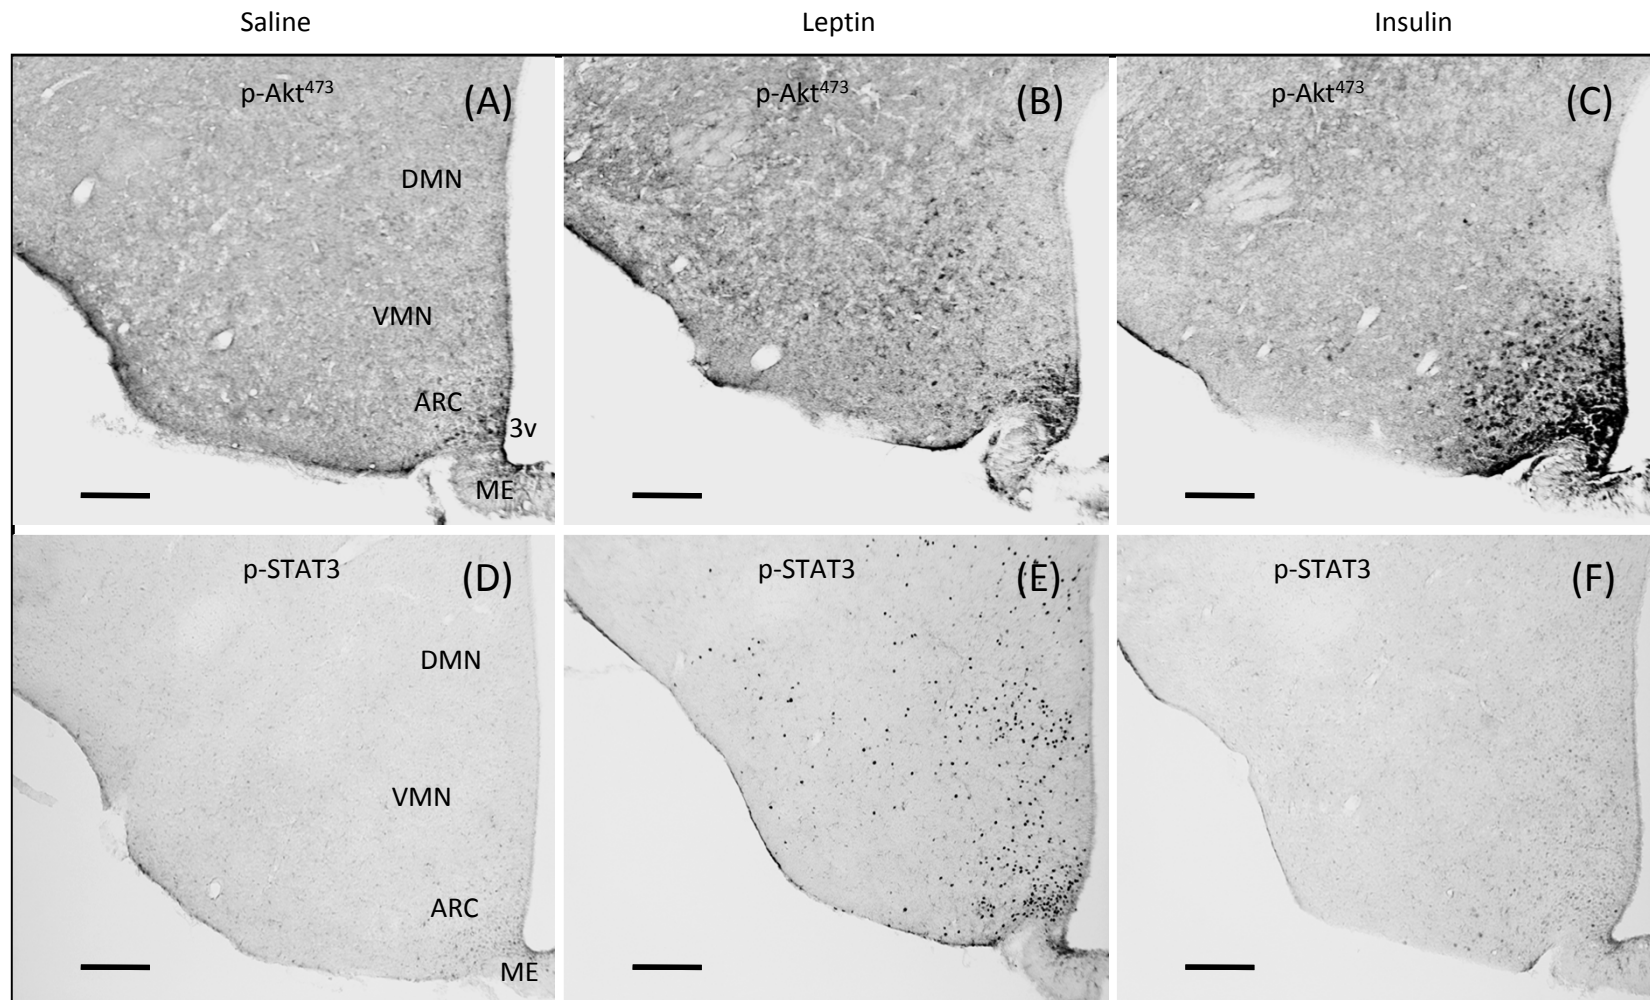 Saline Leptin Insulin
p-Akt473 (A) p-Akt473 (B) p-Akt473 (C)
DMN
VMN
ARC
3v
ME
p-STAT3 (D) p-STAT3 (E) p-STAT3 (F)
DMN
VMN
ARC
ME